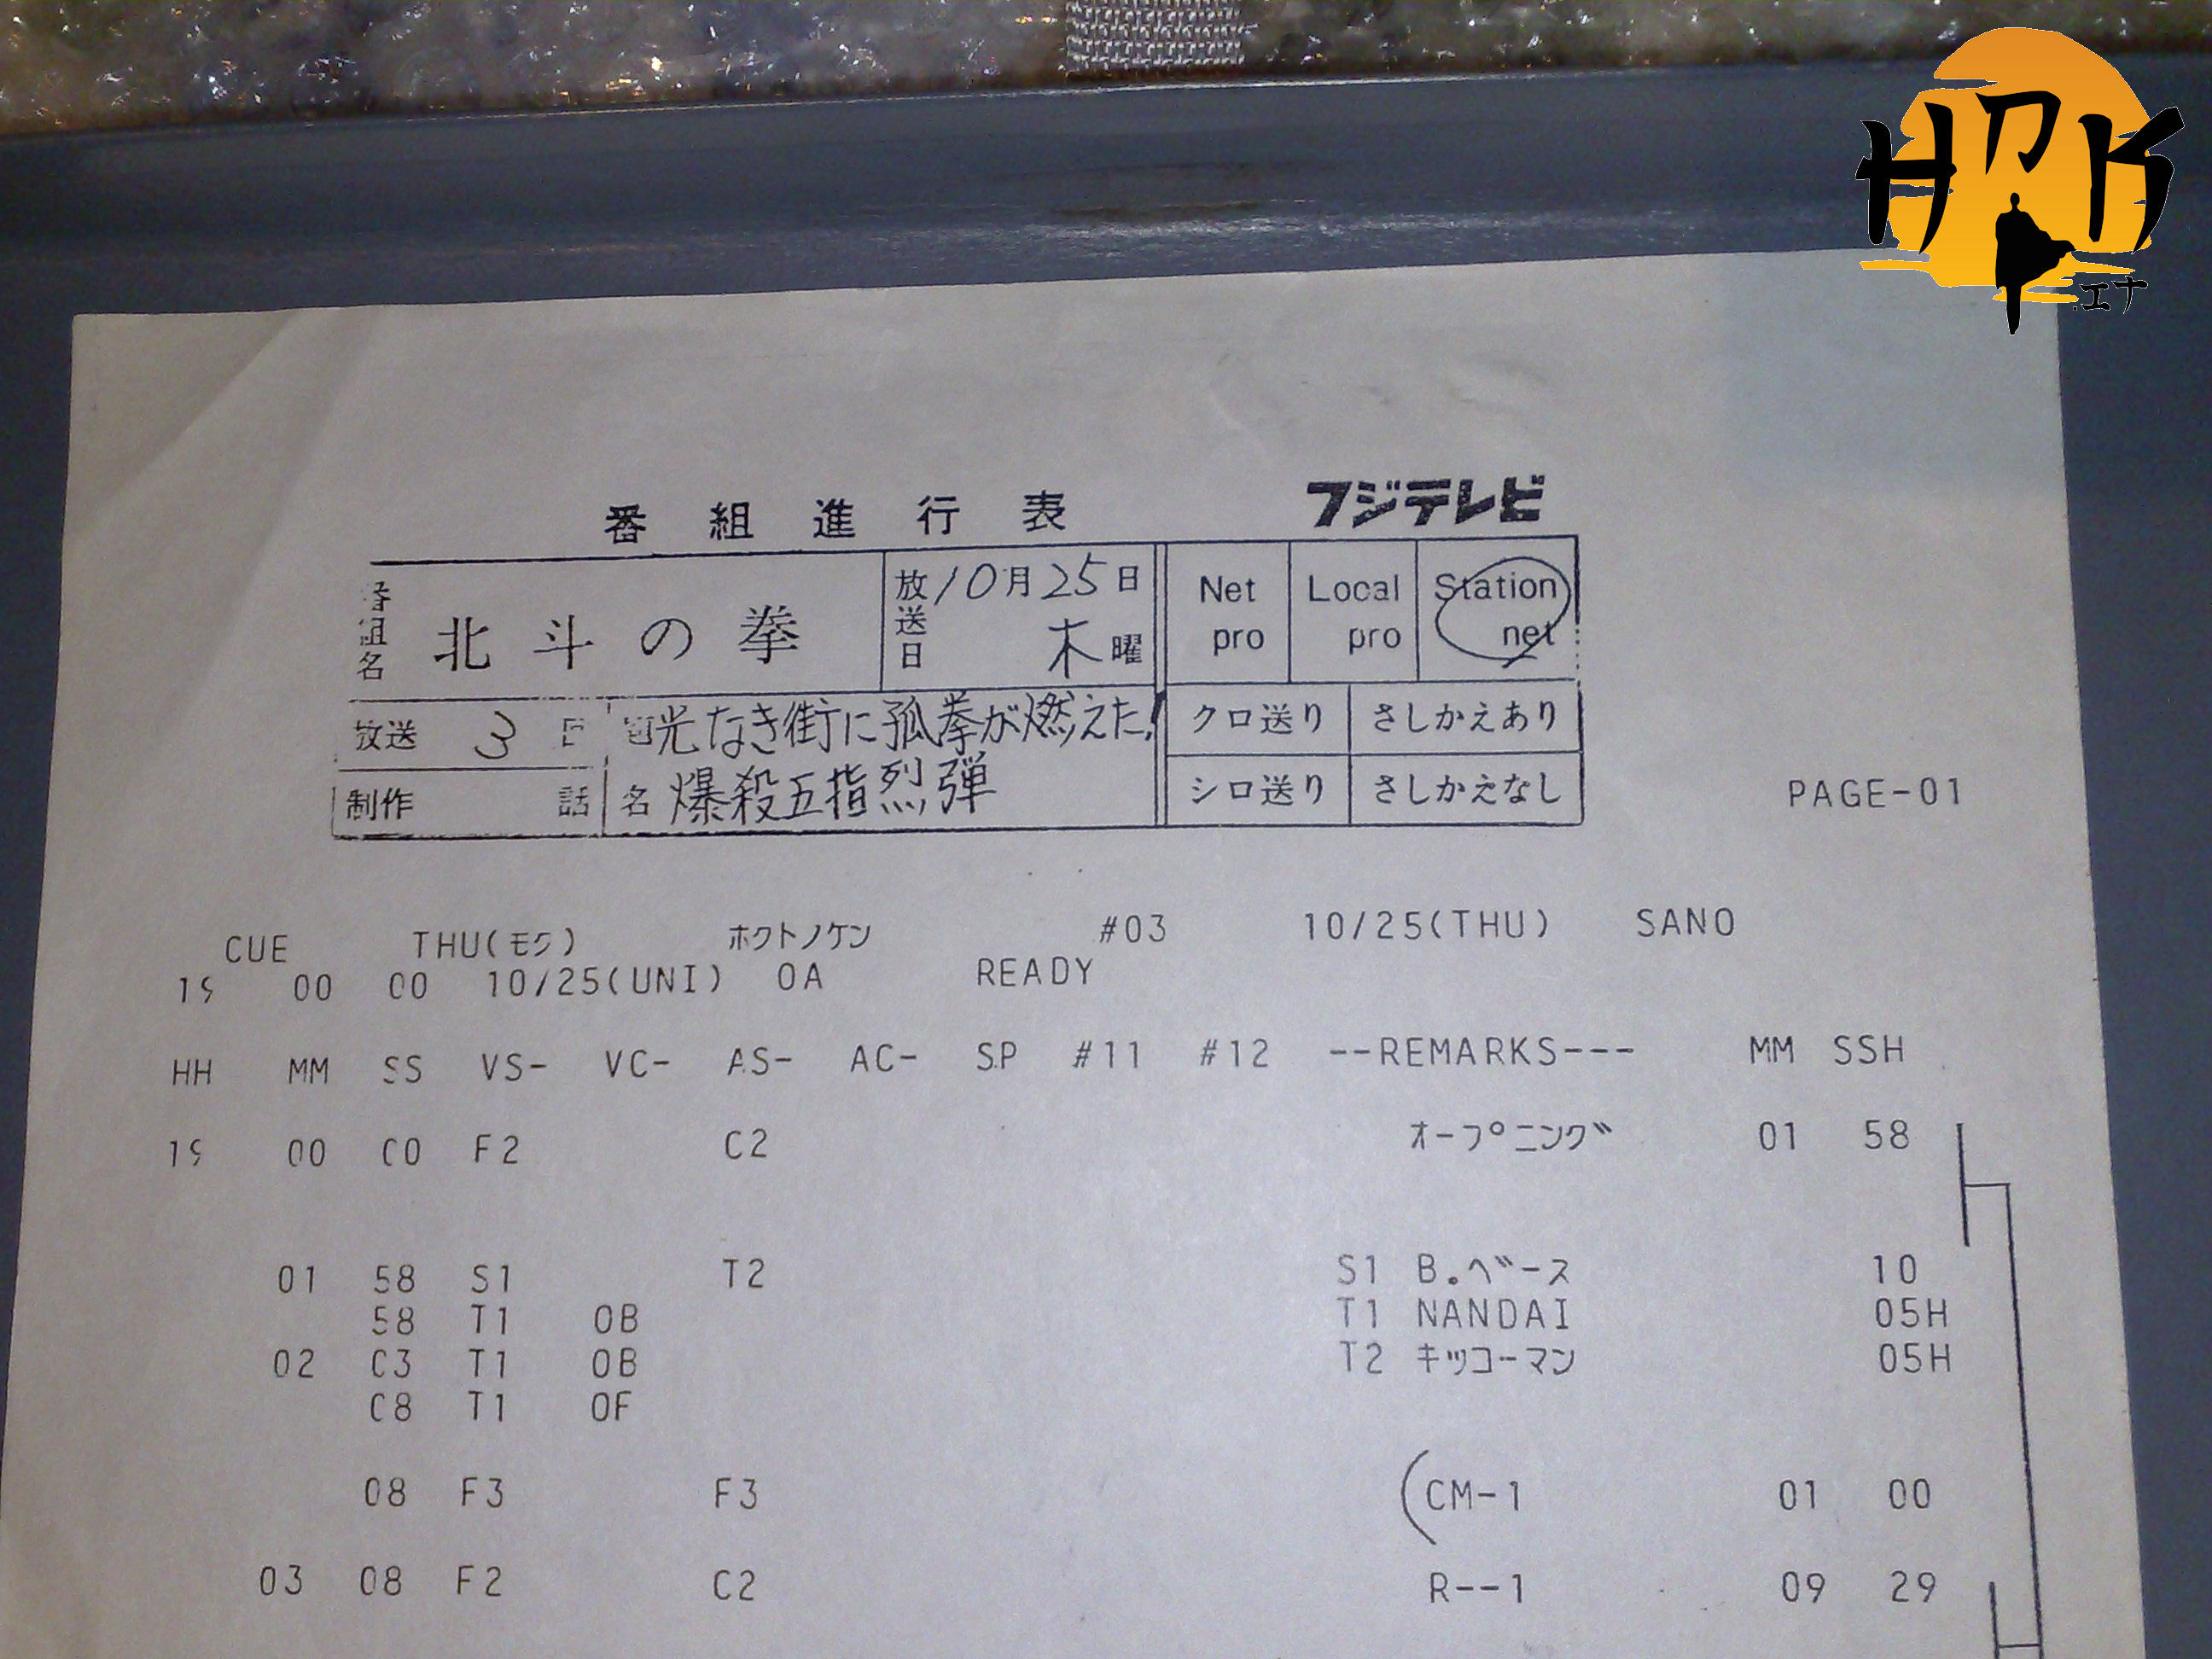 HNK
.エナ
番組進行表
フジテレビ
番組名 北斗の拳 放送日 10月25日 木曜 Net pro Local pro Station net
放送 3 回 光なき街に孤拳が燃えた! クロ送り さしかえあり
制作 話 名 爆殺五指烈弾 シロ送り さしかえなし
PAGE-01
CUE THU(モク) ホクトノケン #03 10/25(THU) SANO
19 00 00 10/25(UNI) OA READY
HH MM SS VS- VC- AS- AC- SP #11 #12 --REMARKS--- MM SSH
19 00 00 F2 C2 オープニング 01 58
01 58 S1 T2 S1 B.ベース 10
58 T1 0B T1 NANDAI 05H
02 03 T1 0B T2 キッコーマン 05H
08 T1 0F
08 F3 F3 (CM-1 01 00
03 08 F2 C2 R--1 09 29